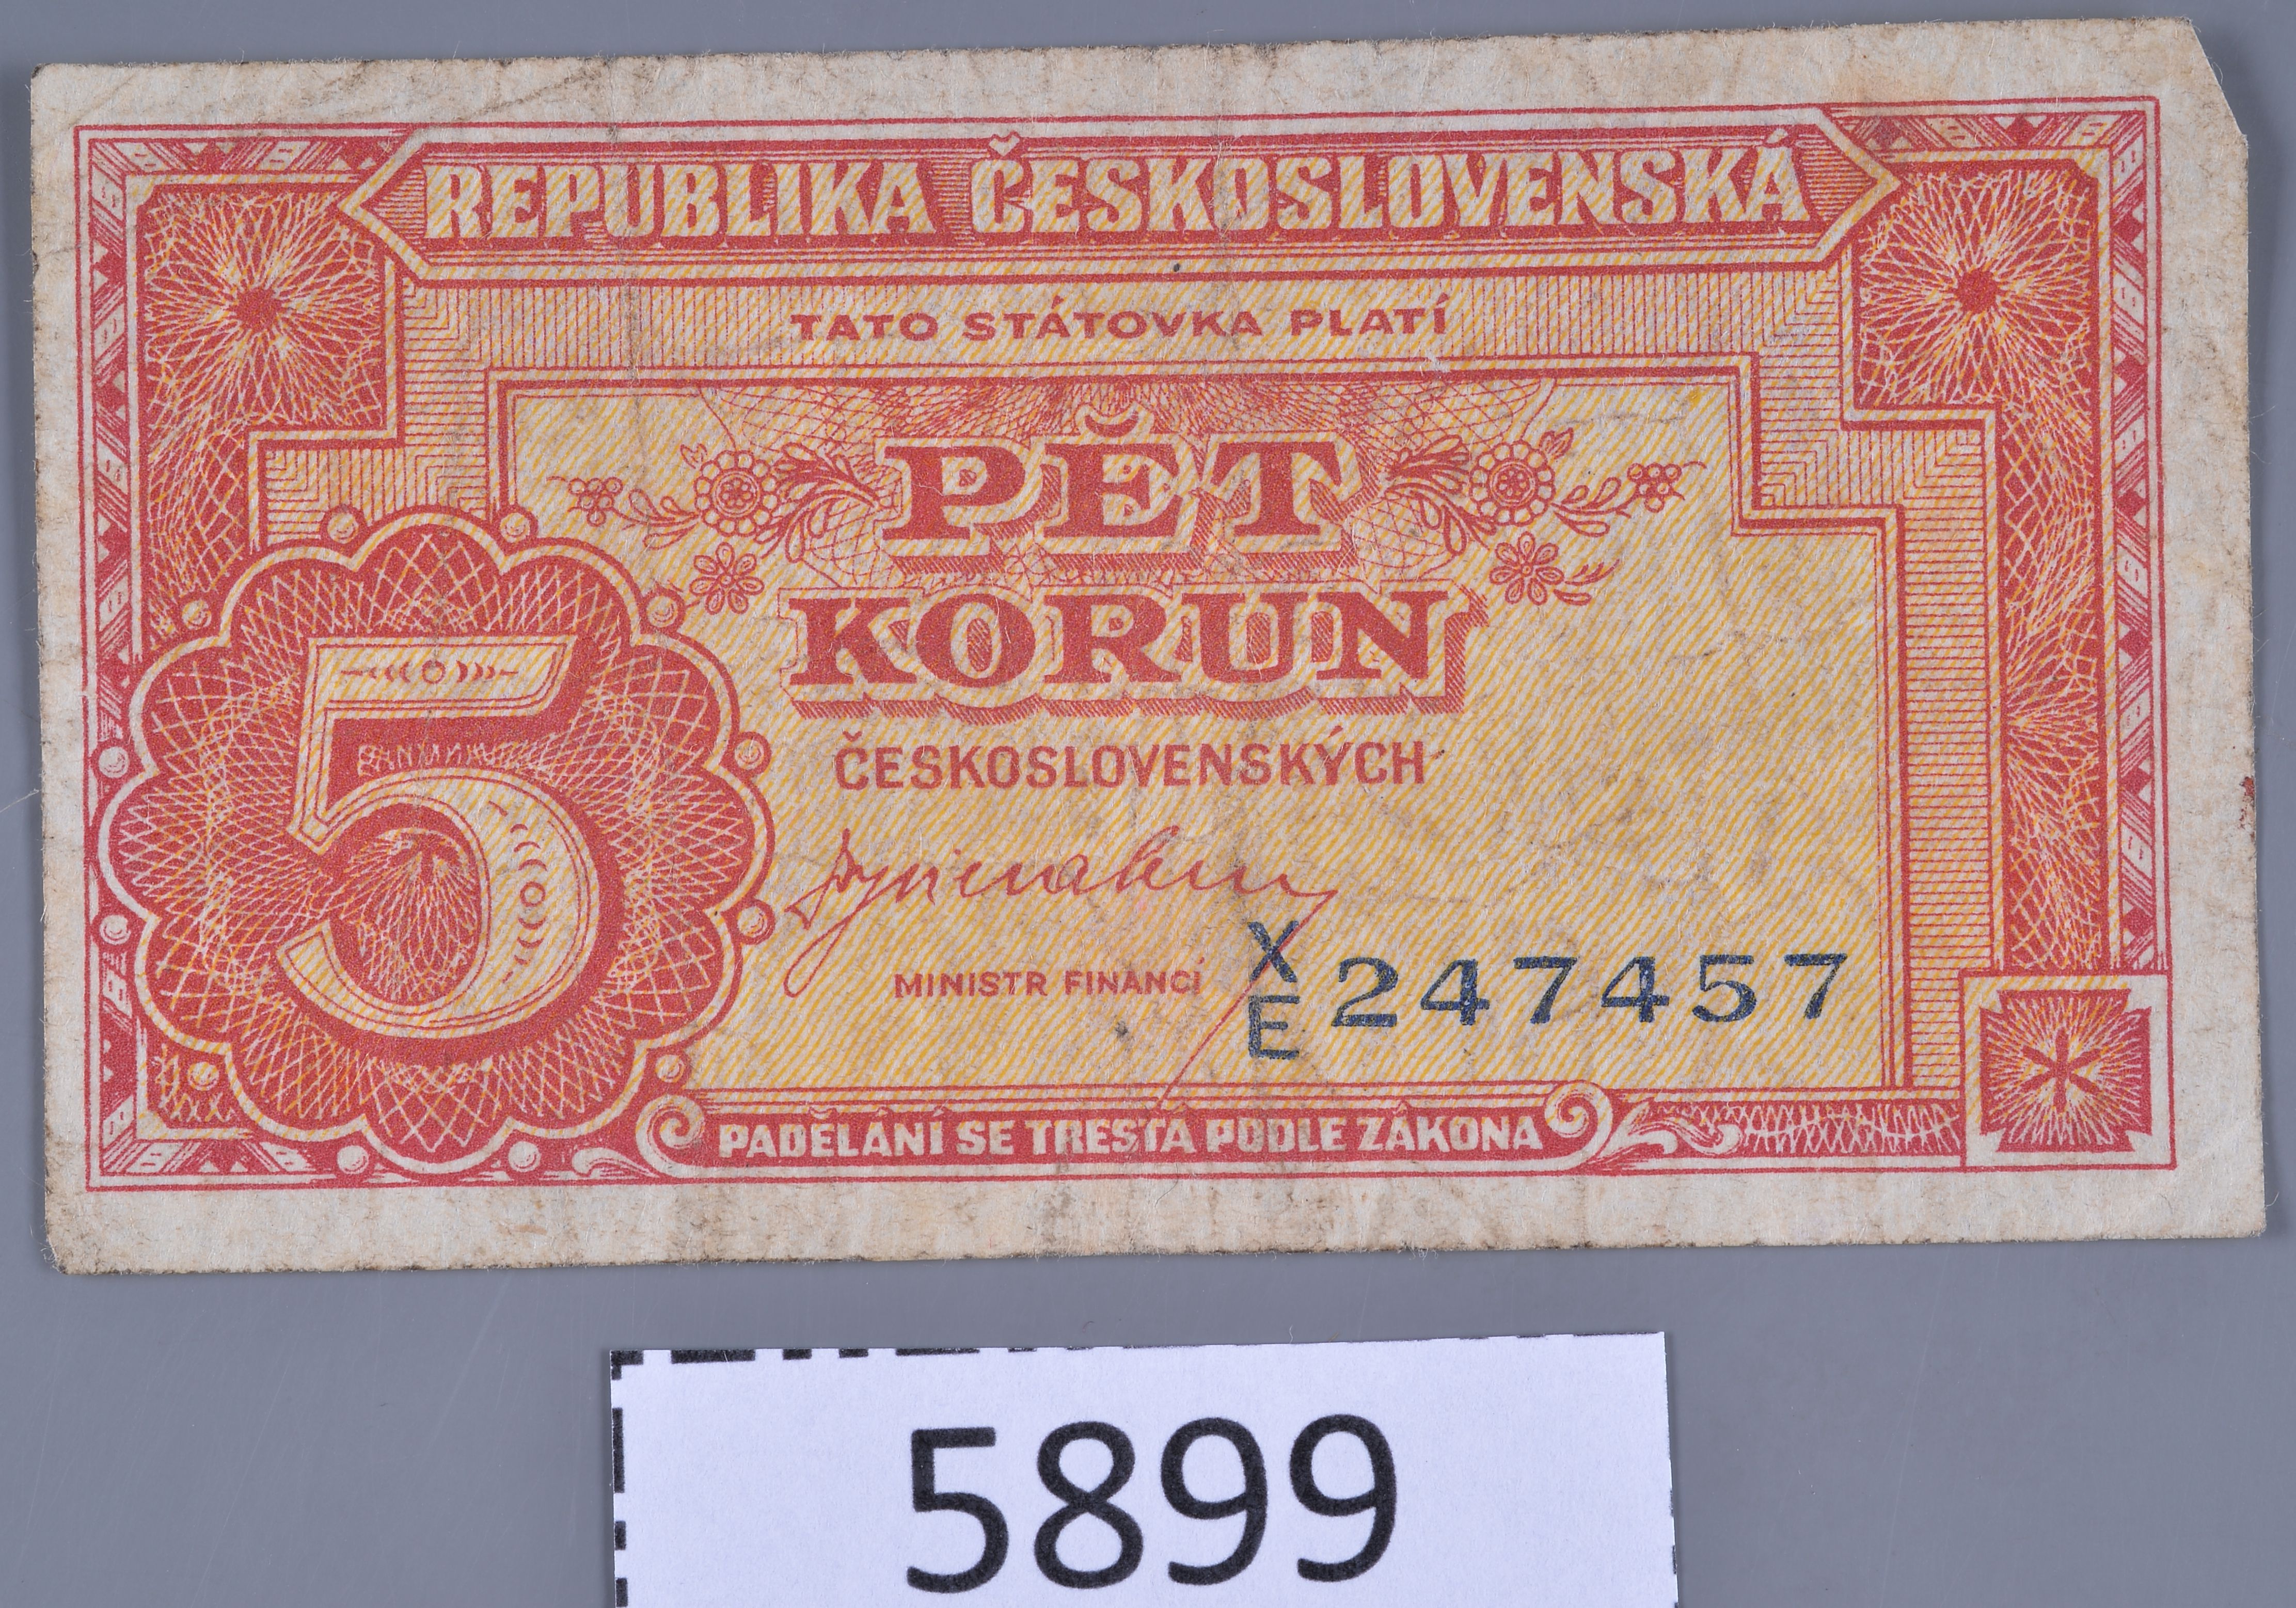 REPUBLIKA ČESKOSLOVENSKÁ
TATO STÁTOVKA PLATÍ
PĚT
KORUN
ČESKOSLOVENSKÝCH
5
MINISTR FINANCÍ
X
E 247457
PADĚLÁNÍ SE TRESTÁ PODLE ZÁKONA
5899